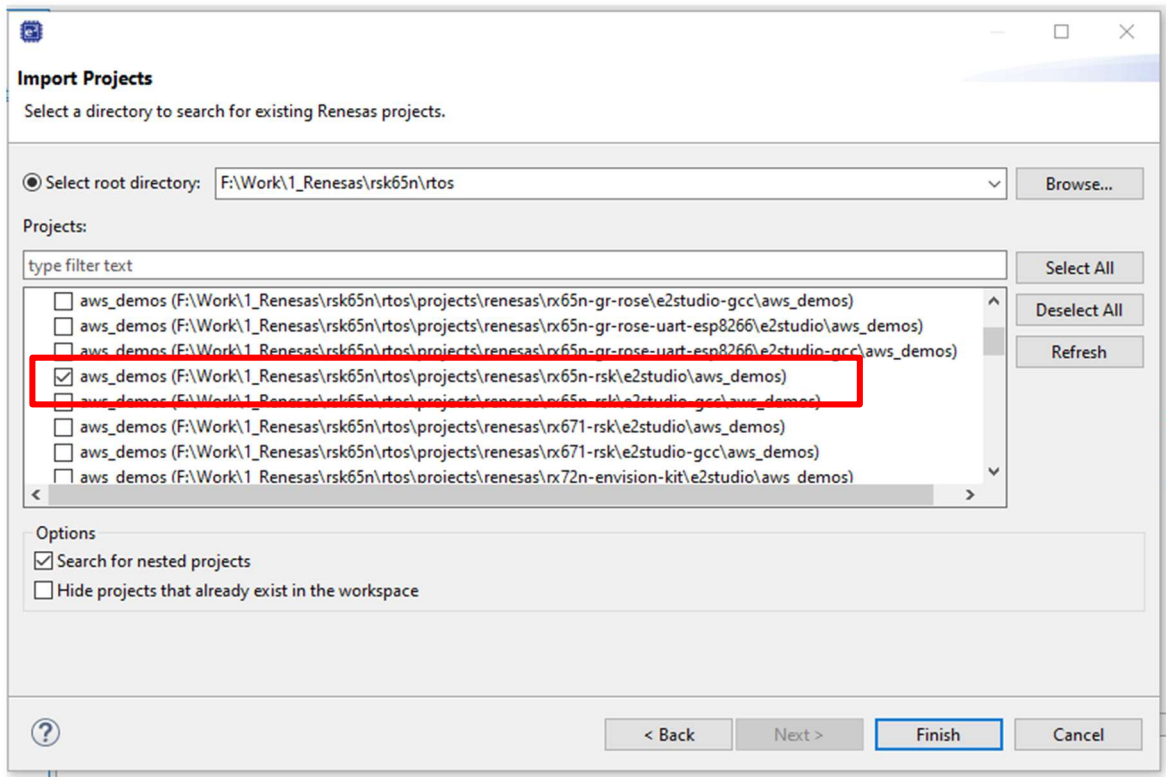 Import Projects
Select a directory to search for existing Renesas projects.
Select root directory: F:\Work\1_Renesas\rsk65n\rtos Browse...
Projects:
type filter text Select All
aws_demos (F:\Work\1_Renesas\rsk65n\rtos\projects\renesas\rx65n-gr-rose\e2studio-gcc\aws_demos) Deselect All
aws_demos (F:\Work\1_Renesas\rsk65n\rtos\projects\renesas\rx65n-gr-rose-uart-esp8266\e2studio\aws_demos)
aws_demos (F:\Work\1_Renesas\rsk65n\rtos\projects\renesas\rx65n-gr-rose-uart-esp8266\e2studio-gcc\aws_demos) Refresh
aws_demos (F:\Work\1_Renesas\rsk65n\rtos\projects\renesas\rx65n-rsk\e2studio\aws_demos)
aws_demos (F:\Work\1_Renesas\rsk65n\rtos\projects\renesas\rx65n-rsk\e2studio-gcc\aws_demos)
aws_demos (F:\Work\1_Renesas\rsk65n\rtos\projects\renesas\rx671-rsk\e2studio\aws_demos)
aws_demos (F:\Work\1_Renesas\rsk65n\rtos\projects\renesas\rx671-rsk\e2studio-gcc\aws_demos)
aws_demos (F:\Work\1_Renesas\rsk65n\rtos\projects\renesas\rx72n-envision-kit\e2studio\aws_demos)
Options
Search for nested projects
Hide projects that already exist in the workspace
< Back Next > Finish Cancel